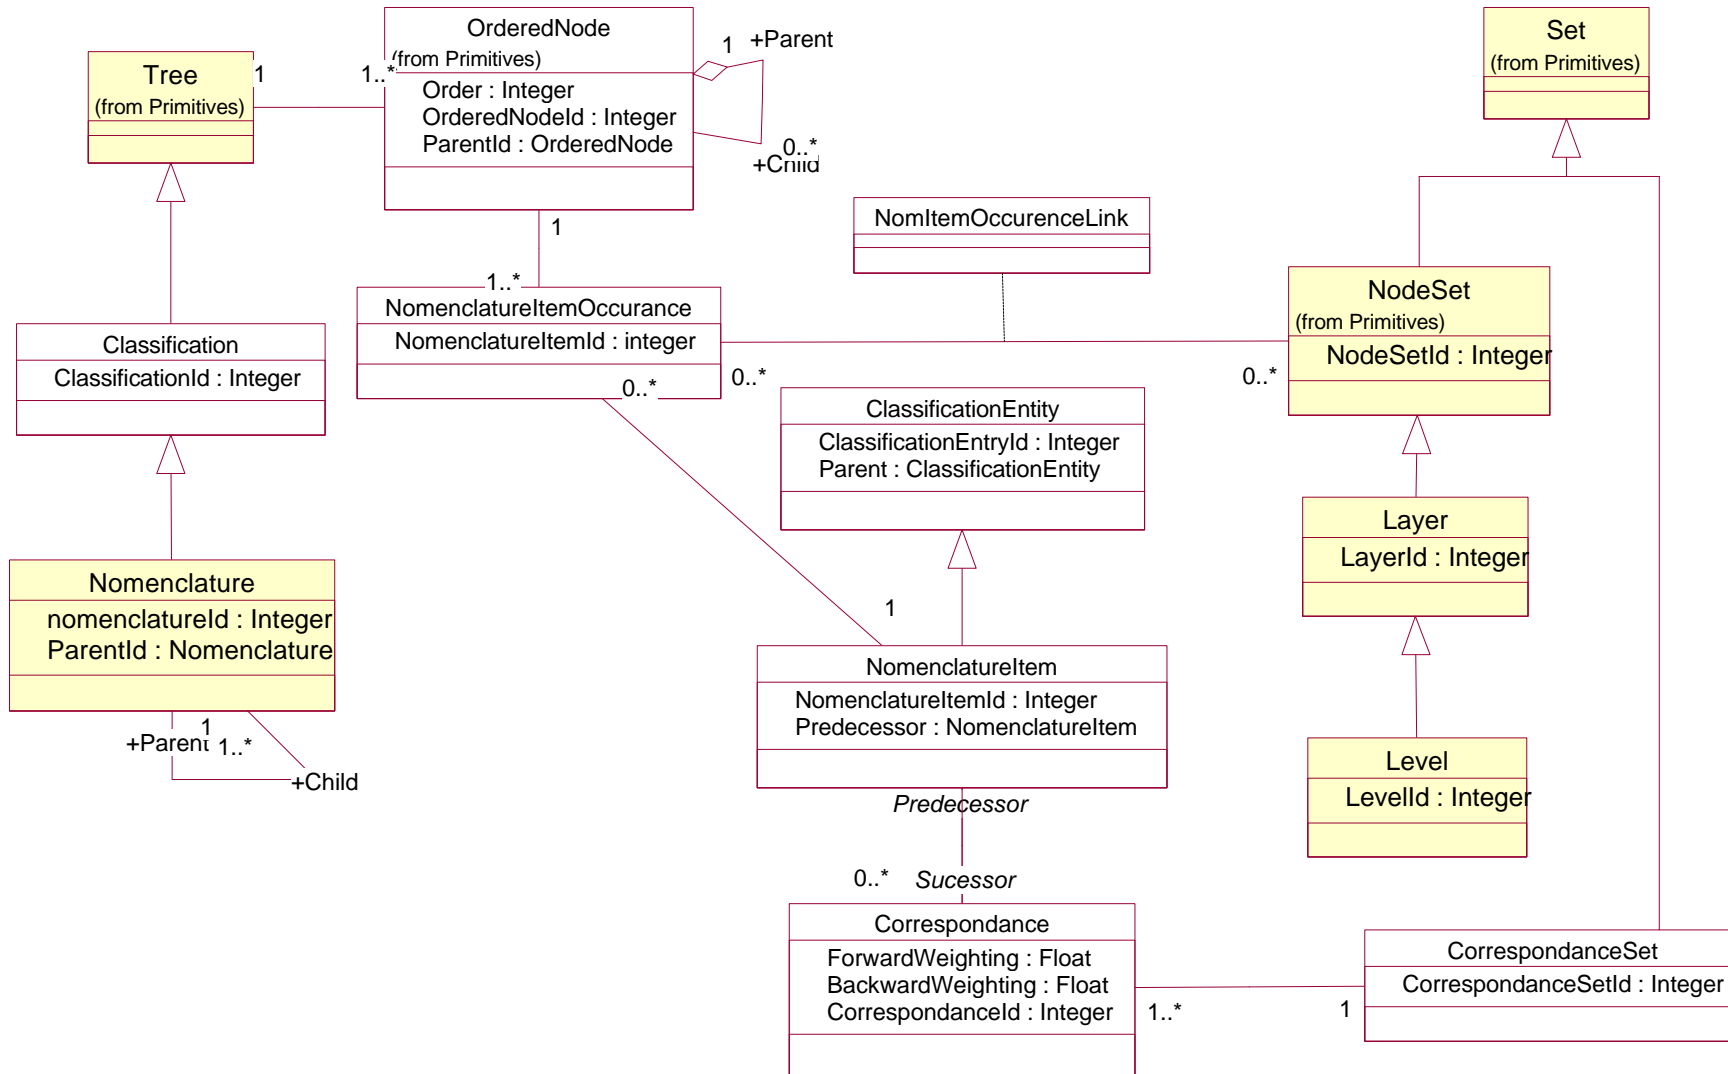 OrderedNode
(from Primitives)
Order : Integer
OrderedNodeId : Integer
ParentId : OrderedNode
1
+Parent
0..*
+Child
Set
(from Primitives)
Tree
(from Primitives)
1
1..*
1
1..*
NomItemOccurenceLink
NodeSet
(from Primitives)
NodeSetId : Integer
NomenclatureItemOccurance
NomenclatureItemId : integer
0..*
0..*
0..*
Classification
ClassificationId : Integer
ClassificationEntity
ClassificationEntryId : Integer
Parent : ClassificationEntity
Layer
LayerId : Integer
Nomenclature
nomenclatureId : Integer
ParentId : Nomenclature
1
+Parent
1..*
+Child
1
NomenclatureItem
NomenclatureItemId : Integer
Predecessor : NomenclatureItem
Level
LevelId : Integer
Predecessor
0..*
Sucessor
Correspondance
ForwardWeighting : Float
BackwardWeighting : Float
CorrespondanceId : Integer
1..*
1
CorrespondanceSet
CorrespondanceSetId : Integer